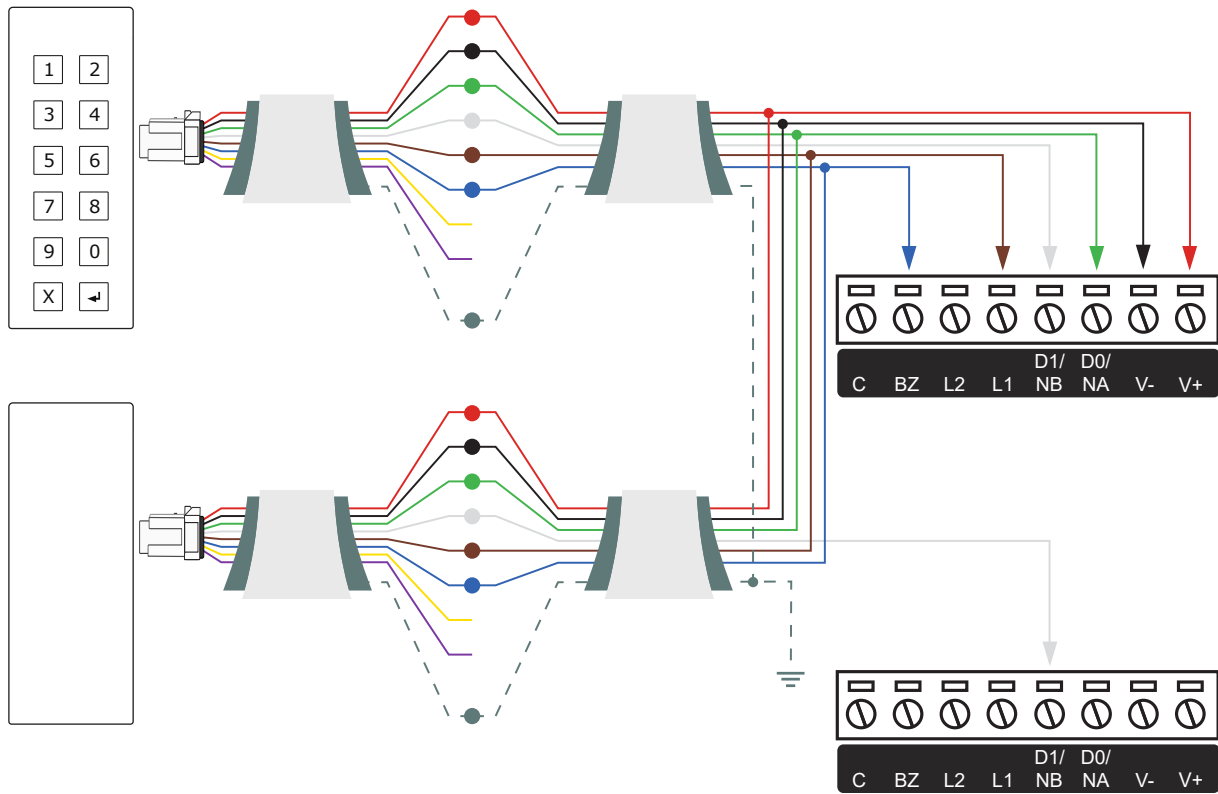 1 2
3 4
5 6
7 8
9 0
X ↵
D1/ D0/
C BZ L2 L1 NB NA V- V+
D1/ D0/
C BZ L2 L1 NB NA V- V+